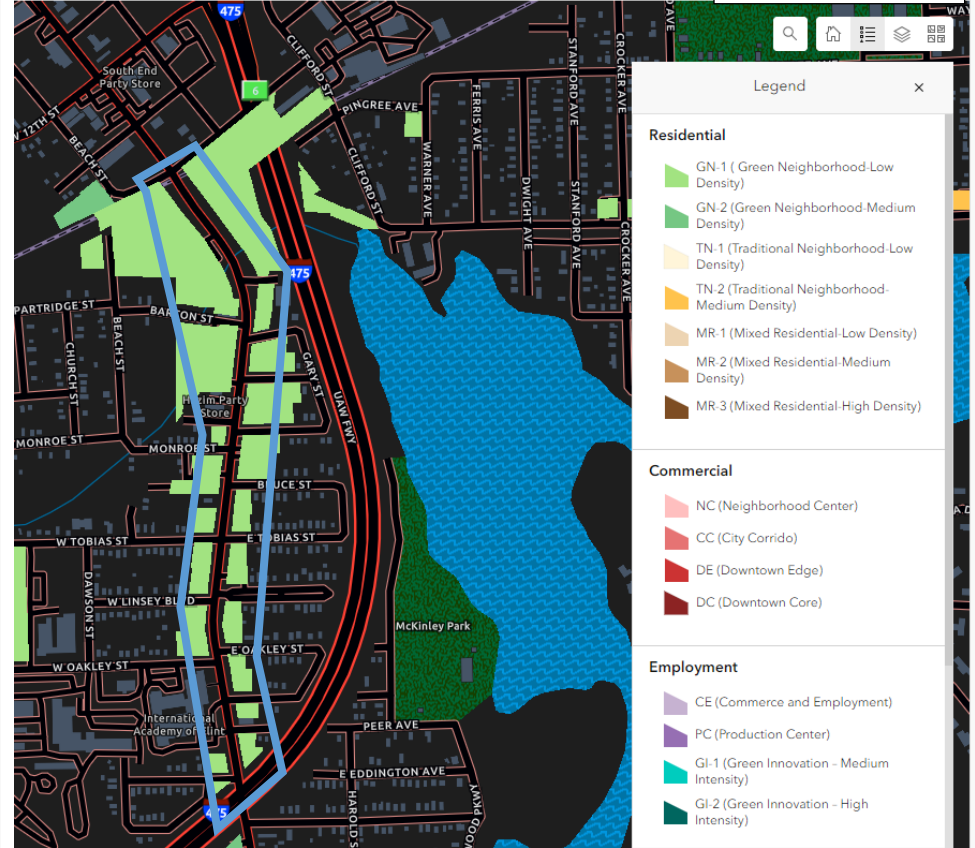 475
WA
South End
Party Store
CLIFFORD ST
STANFORD AVE
CROCKER AVE
D AVE
6
PINGREE AVE
W 12TH ST
BEACH ST
CLIFFORD ST
WARNER AVE
FERRIS AVE
DWIGHT AVE
STANFORD AVE
CROCKER AVE
475
PARTRIDGE ST
BARTON ST
CHURCH ST
BEACH ST
GARY ST
UAW FWY
Party
Store
MONROE ST
MONROE ST
BRUCE ST
W TOBIAS ST
E TOBIAS ST
DAWSON ST
W LINSEY BLVD
McKinley Park
E OAKLEY ST
W OAKLEY ST
International
Academy of Flint
PEER AVE
E EDDINGTON AVE
HAROLD S
WOOD PKWY
475
Legend
×
Residential
GN-1 ( Green Neighborhood-Low
Density)
GN-2 (Green Neighborhood-Medium
Density)
TN-1 (Traditional Neighborhood-Low
Density)
TN-2 (Traditional Neighborhood-
Medium Density)
MR-1 (Mixed Residential-Low Density)
MR-2 (Mixed Residential-Medium
Density)
MR-3 (Mixed Residential-High Density)
Commercial
NC (Neighborhood Center)
CC (City Corrido)
DE (Downtown Edge)
DC (Downtown Core)
Employment
CE (Commerce and Employment)
PC (Production Center)
GI-1 (Green Innovation - Medium
Intensity)
GI-2 (Green Innovation - High
Intensity)